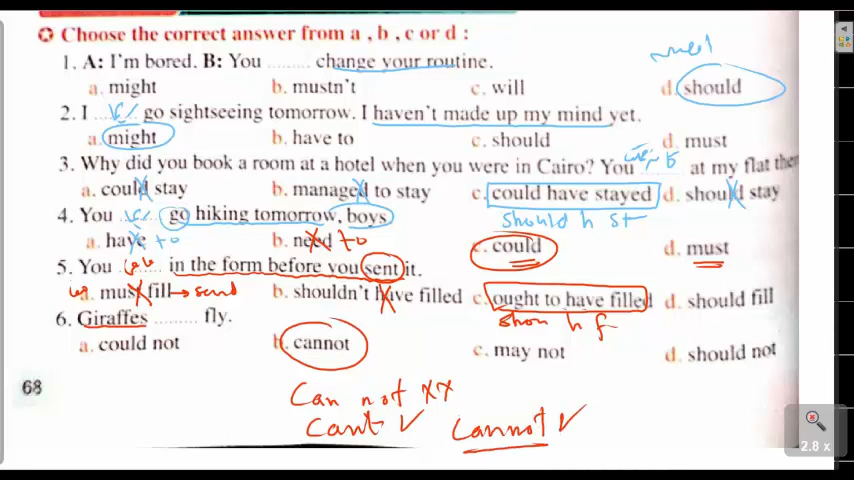 ✪ Choose the correct answer from a , b , c or d :
1. A: I'm bored. B: You ........ change your routine.
a. might b. mustn't c. will d. should
2. I ........ go sightseeing tomorrow. I haven't made up my mind yet.
a. might b. have to c. should d. must
3. Why did you book a room at a hotel when you were in Cairo? You ........ at my flat then
a. could stay b. managed to stay c. could have stayed d. should stay
should h st
4. You ........ go hiking tomorrow, boys
a. have to b. need to c. could d. must
5. You ........ in the form before you sent it.
a. must fill → send b. shouldn't have filled c. ought to have filled d. should fill
6. Giraffes ......... fly.
a. could not b. cannot c. may not d. should not
68
Can not xx
Can't ✓ cannot ✓
2.8 x